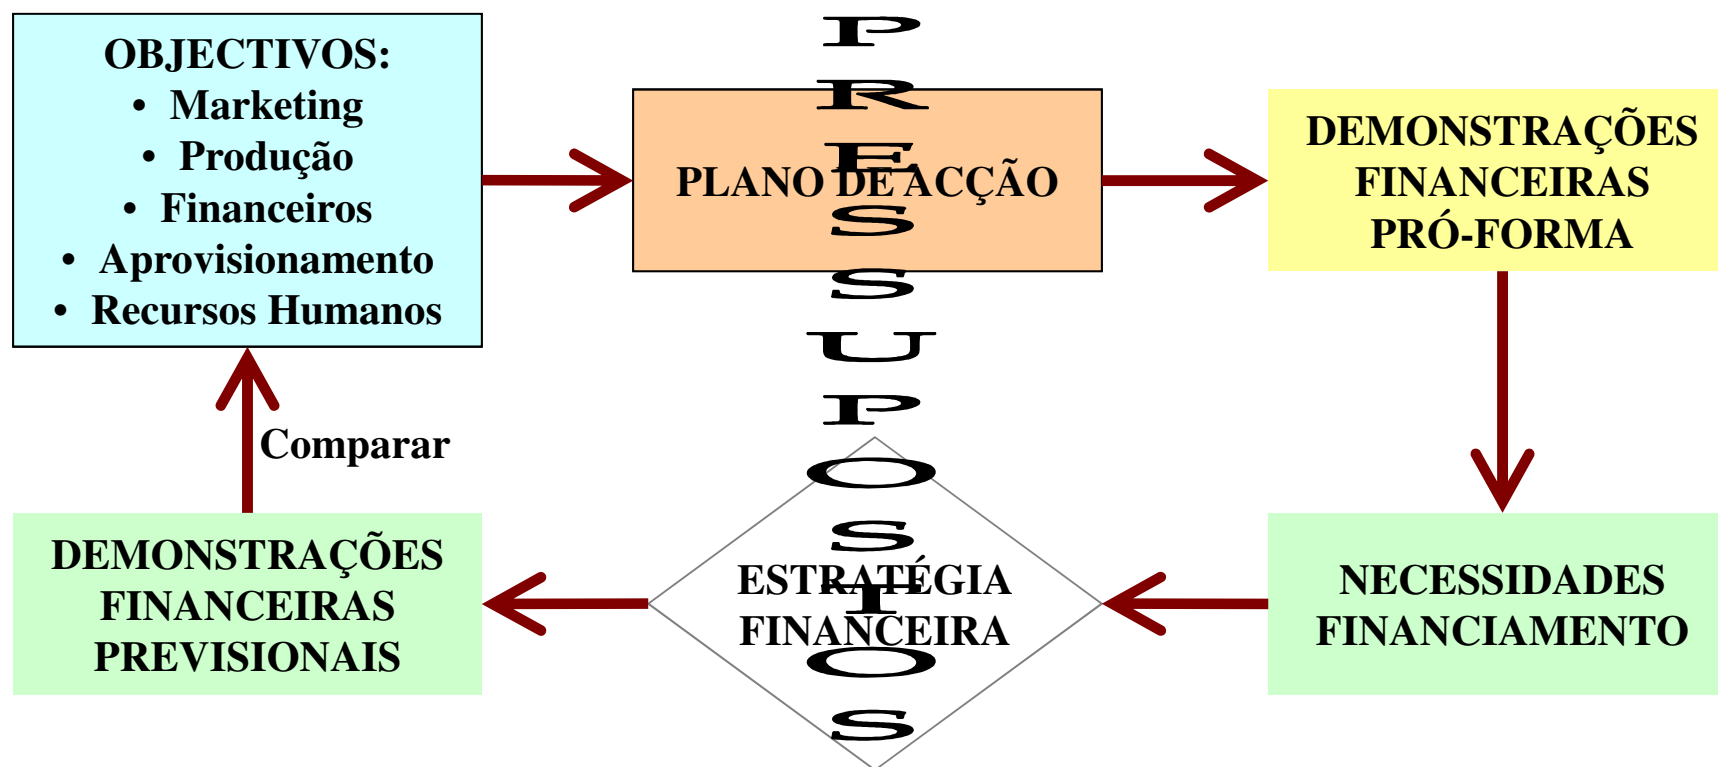 OBJECTIVOS:
• Marketing
• Produção
• Financeiros
• Aprovisionamento
• Recursos Humanos
PLANO DE ACÇÃO
DEMONSTRAÇÕES
FINANCEIRAS
PRÓ-FORMA
NECESSIDADES
FINANCIAMENTO
ESTRATÉGIA
FINANCEIRA
DEMONSTRAÇÕES
FINANCEIRAS
PREVISIONAIS
Comparar
PRESSUPOSTOS